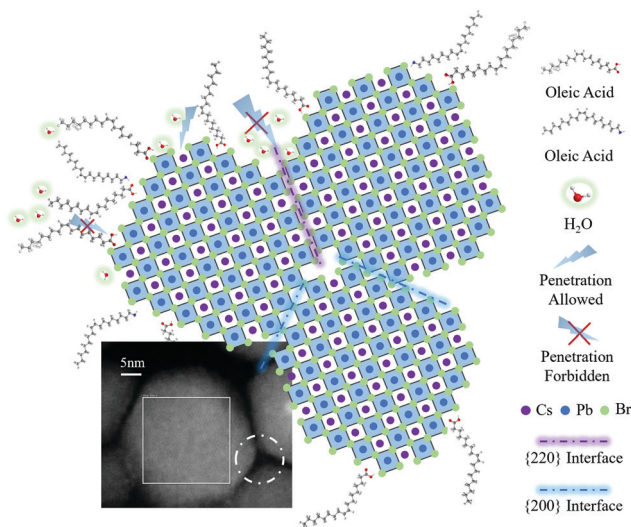 Oleic Acid
Oleic Acid
H₂O
Penetration
Allowed
Penetration
Forbidden
Cs Pb Br
{220} Interface
{200} Interface
5nm